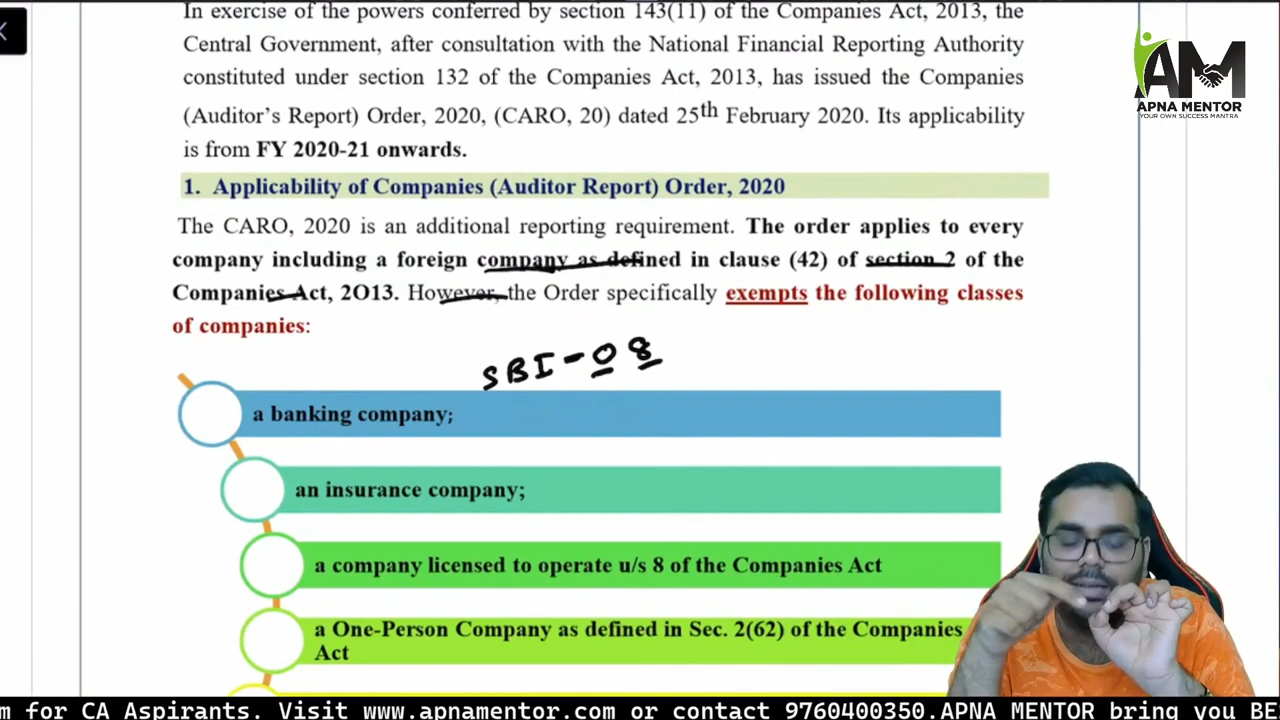 In exercise of the powers conferred by section 143(11) of the Companies Act, 2013, the
Central Government, after consultation with the National Financial Reporting Authority
constituted under section 132 of the Companies Act, 2013, has issued the Companies
(Auditor's Report) Order, 2020, (CARO, 20) dated 25th February 2020. Its applicability
is from FY 2020-21 onwards.
AM
APNA MENTOR
YOUR OWN SUCCESS MANTRA
1. Applicability of Companies (Auditor Report) Order, 2020
The CARO, 2020 is an additional reporting requirement. The order applies to every
company including a foreign company as defined in clause (42) of section 2 of the
Companies Act, 2O13. However, the Order specifically exempts the following classes
of companies:
SBI-08
a banking company;
an insurance company;
a company licensed to operate u/s 8 of the Companies Act
a One-Person Company as defined in Sec. 2(62) of the Companies
Act
m for CA Aspirants. Visit www.apnamentor.com or contact 9760400350.APNA MENTOR bring you BE